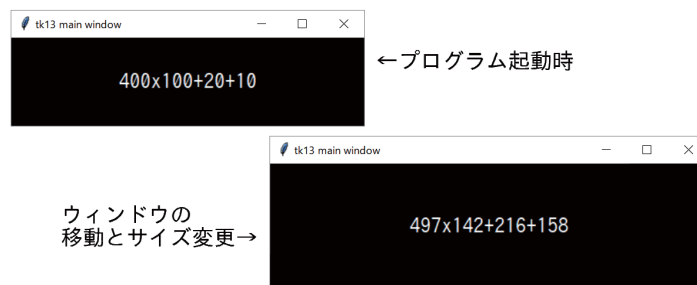 tk13 main window
400x100+20+10
←プログラム起動時
tk13 main window
497x142+216+158
ウィンドウの
移動とサイズ変更→